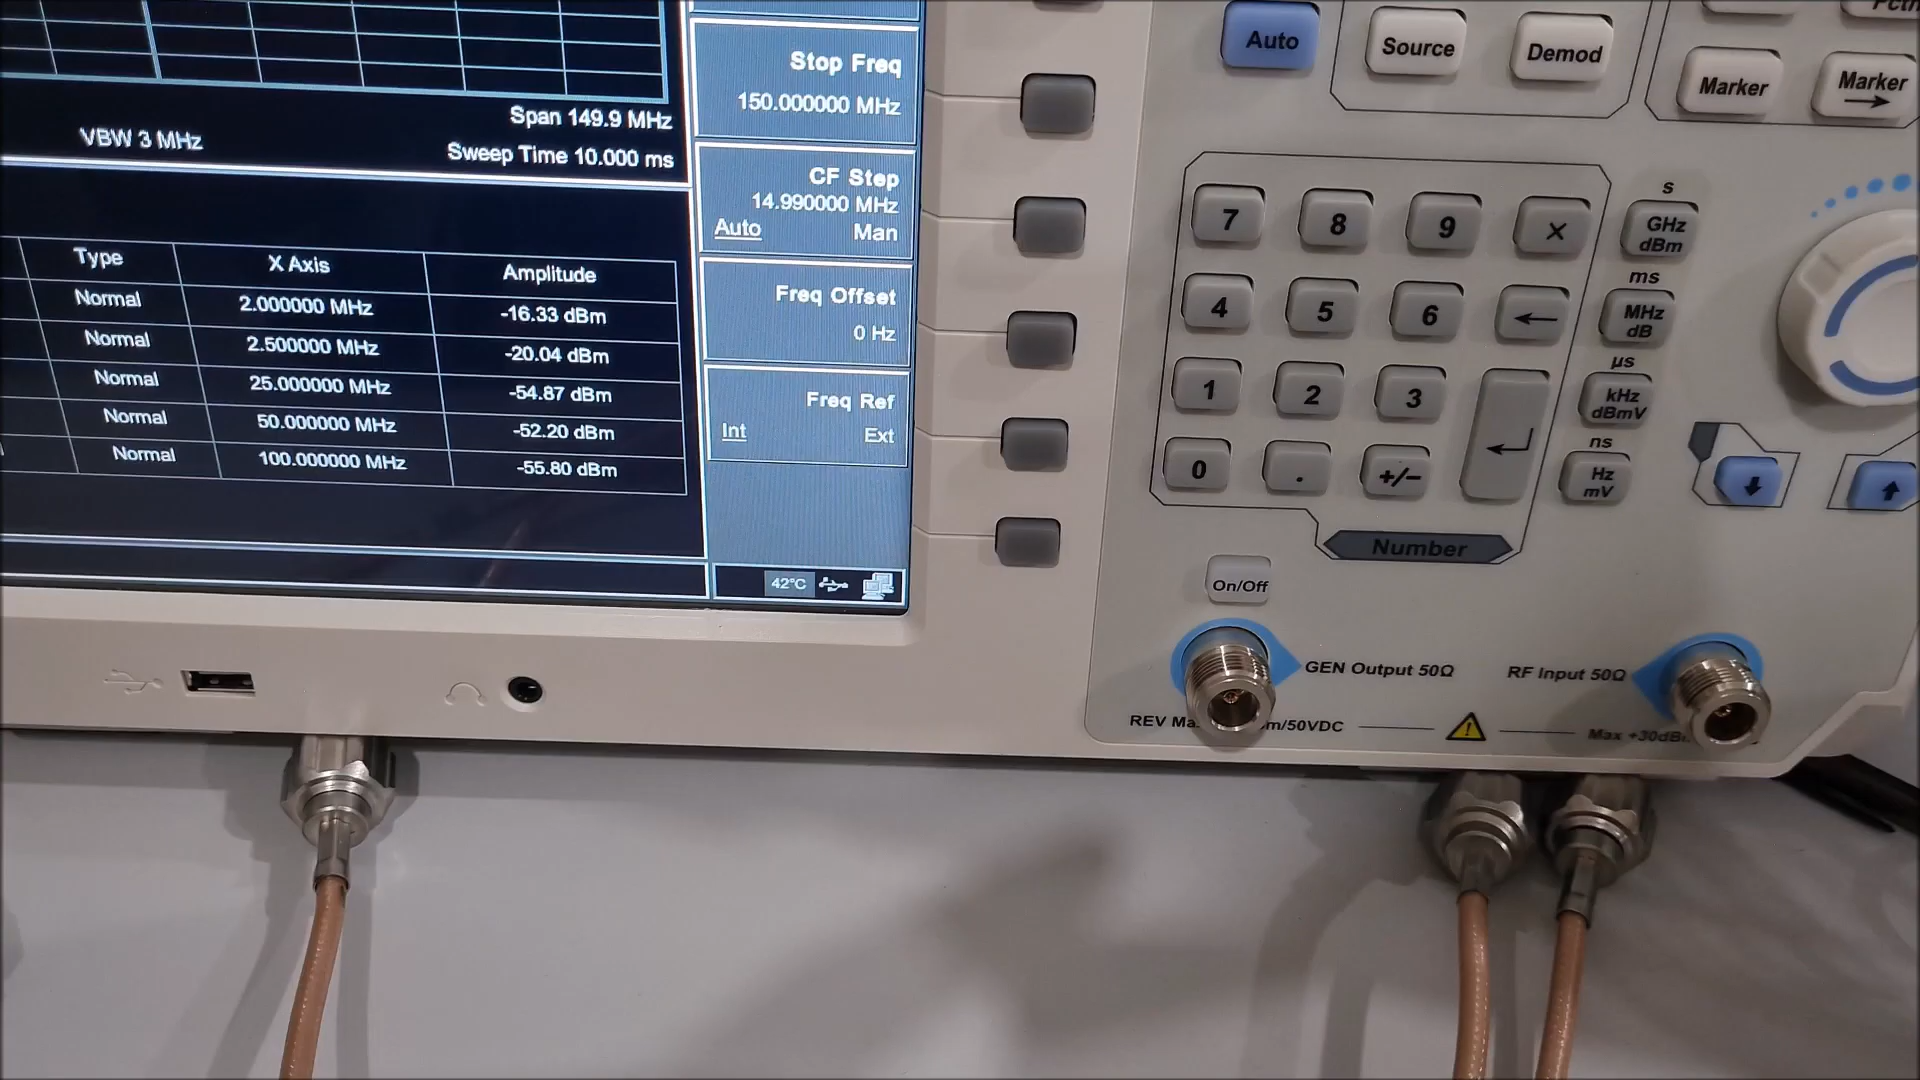 Stop Freq
150.000000 MHz
Span 149.9 MHz
VBW 3 MHz
Sweep Time 10.000 ms
CF Step
14.990000 MHz
Auto Man
Type X Axis Amplitude
Normal 2.000000 MHz -16.33 dBm
Normal 2.500000 MHz -20.04 dBm
Normal 25.000000 MHz -54.87 dBm
Normal 50.000000 MHz -52.20 dBm
Normal 100.000000 MHz -55.80 dBm
Freq Offset
0 Hz
Freq Ref
Int Ext
42°C
Auto
Source
Demod
Marker
Marker →
7 8 9 ×
4 5 6 ←
1 2 3
0 . +/- ↵
Number
s
GHz
dBm
ms
MHz
dB
µs
kHz
dBmV
ns
Hz
mV
On/Off
GEN Output 50Ω
RF Input 50Ω
REV m/50VDC
Max +30dB